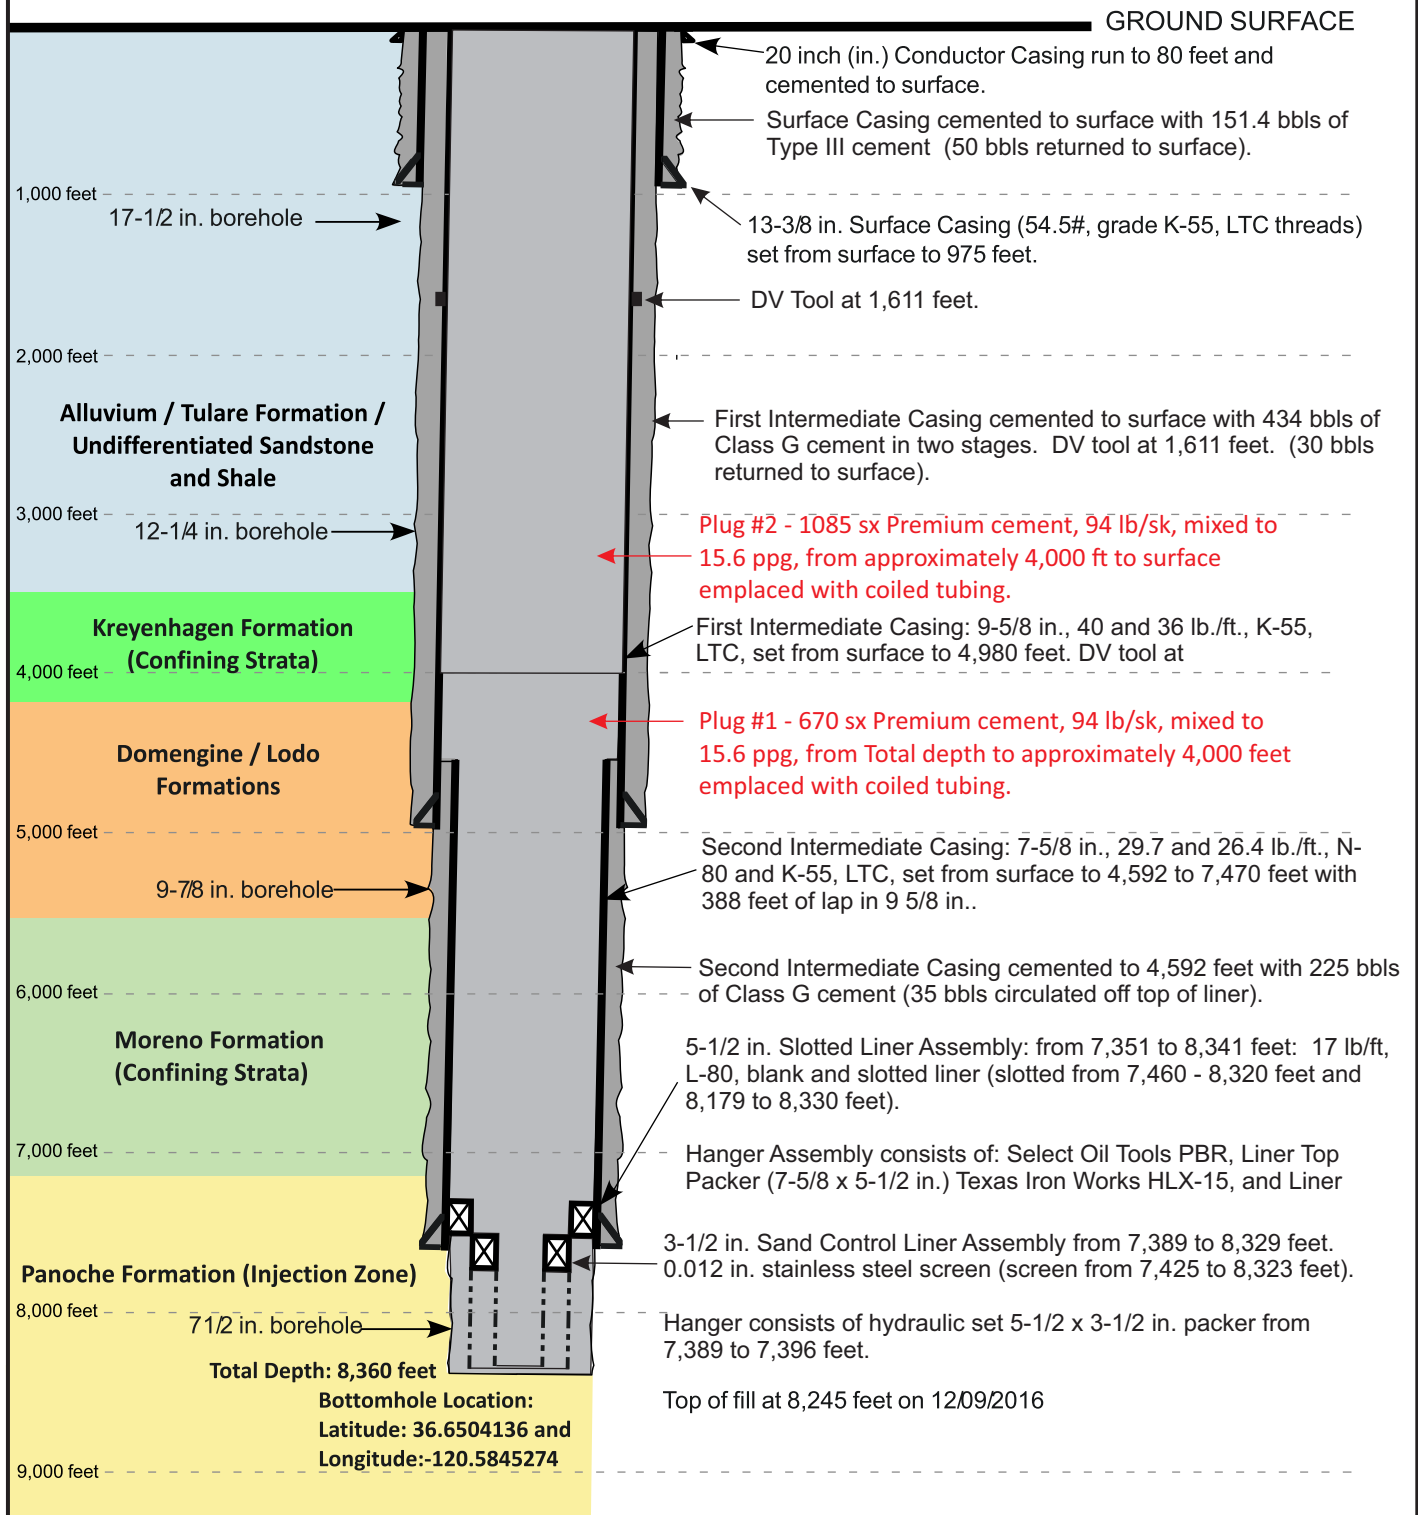 GROUND SURFACE
20 inch (in.) Conductor Casing run to 80 feet and
cemented to surface.
Surface Casing cemented to surface with 151.4 bbls of
Type III cement (50 bbls returned to surface).
1,000 feet
17-1/2 in. borehole
13-3/8 in. Surface Casing (54.5#, grade K-55, LTC threads)
set from surface to 975 feet.
DV Tool at 1,611 feet.
2,000 feet
Alluvium / Tulare Formation /
Undifferentiated Sandstone
and Shale
First Intermediate Casing cemented to surface with 434 bbls of
Class G cement in two stages. DV tool at 1,611 feet. (30 bbls
returned to surface).
3,000 feet
12-1/4 in. borehole
Plug #2 - 1085 sx Premium cement, 94 lb/sk, mixed to
15.6 ppg, from approximately 4,000 ft to surface
emplaced with coiled tubing.
Kreyenhagen Formation
(Confining Strata)
First Intermediate Casing: 9-5/8 in., 40 and 36 lb./ft., K-55,
LTC, set from surface to 4,980 feet. DV tool at
4,000 feet
Plug #1 - 670 sx Premium cement, 94 lb/sk, mixed to
15.6 ppg, from Total depth to approximately 4,000 feet
emplaced with coiled tubing.
Domengine / Lodo
Formations
5,000 feet
Second Intermediate Casing: 7-5/8 in., 29.7 and 26.4 lb./ft., N-
80 and K-55, LTC, set from surface to 4,592 to 7,470 feet with
388 feet of lap in 9 5/8 in..
9-7/8 in. borehole
Second Intermediate Casing cemented to 4,592 feet with 225 bbls
of Class G cement (35 bbls circulated off top of liner).
6,000 feet
Moreno Formation
(Confining Strata)
5-1/2 in. Slotted Liner Assembly: from 7,351 to 8,341 feet: 17 lb/ft,
L-80, blank and slotted liner (slotted from 7,460 - 8,320 feet and
8,179 to 8,330 feet).
7,000 feet
Hanger Assembly consists of: Select Oil Tools PBR, Liner Top
Packer (7-5/8 x 5-1/2 in.) Texas Iron Works HLX-15, and Liner
3-1/2 in. Sand Control Liner Assembly from 7,389 to 8,329 feet.
0.012 in. stainless steel screen (screen from 7,425 to 8,323 feet).
Panoche Formation (Injection Zone)
8,000 feet
71/2 in. borehole
Hanger consists of hydraulic set 5-1/2 x 3-1/2 in. packer from
7,389 to 7,396 feet.
Total Depth: 8,360 feet
Bottomhole Location:
Latitude: 36.6504136 and
Longitude:-120.5845274
Top of fill at 8,245 feet on 12/09/2016
9,000 feet